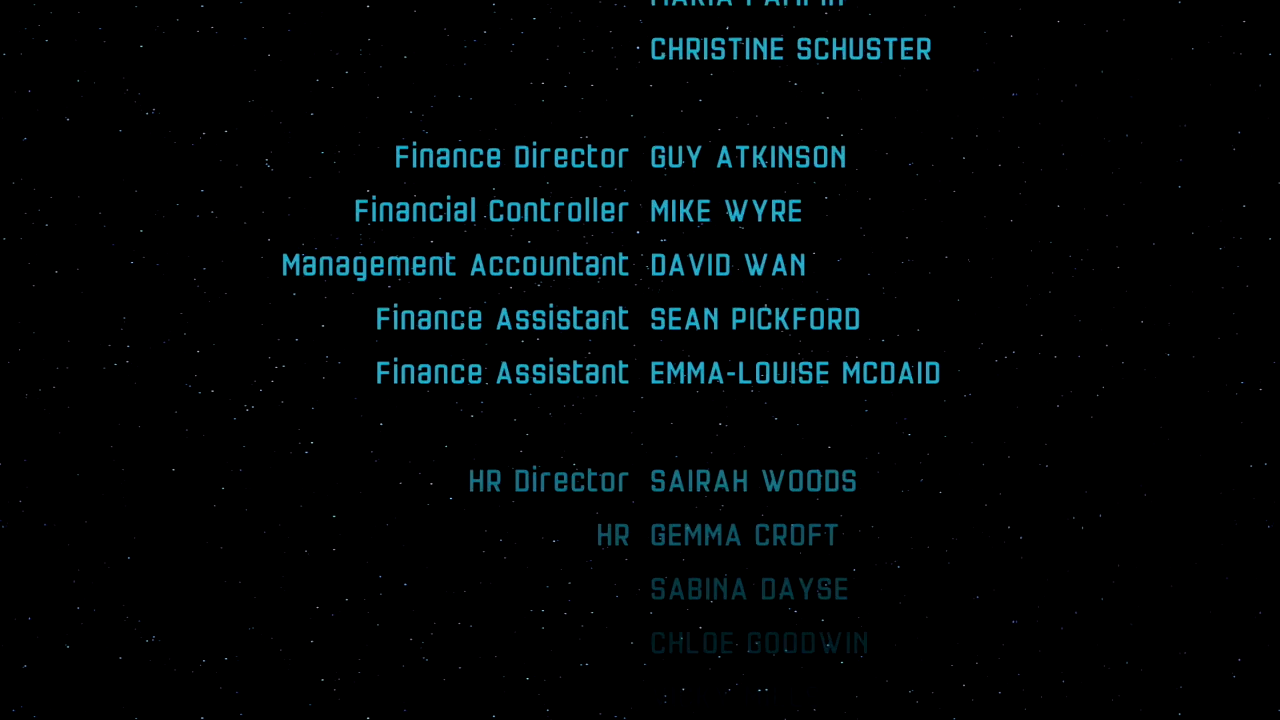 CHRISTINE SCHUSTER
Finance Director GUY ATKINSON
Financial Controller MIKE WYRE
Management Accountant DAVID WAN
Finance Assistant SEAN PICKFORD
Finance Assistant EMMA-LOUISE MCDAID
HR Director SAIRAH WOODS
HR GEMMA CROFT
SABINA DAYSE
CHLOE GOODWIN